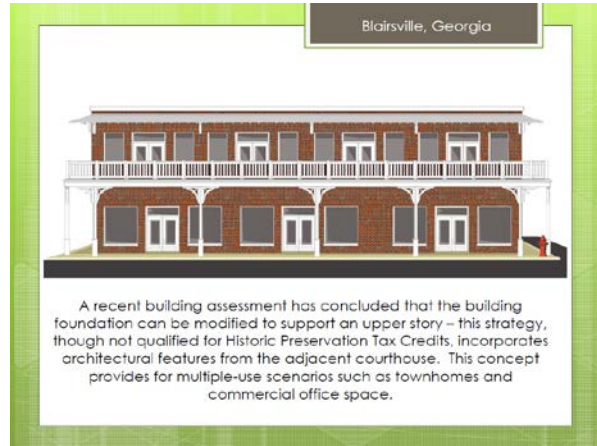 Blairsville, Georgia
A recent building assessment has concluded that the building
foundation can be modified to support an upper story – this strategy,
though not qualified for Historic Preservation Tax Credits, incorporates
architectural features from the adjacent courthouse.  This concept
provides for multiple-use scenarios such as townhomes and
commercial office space.